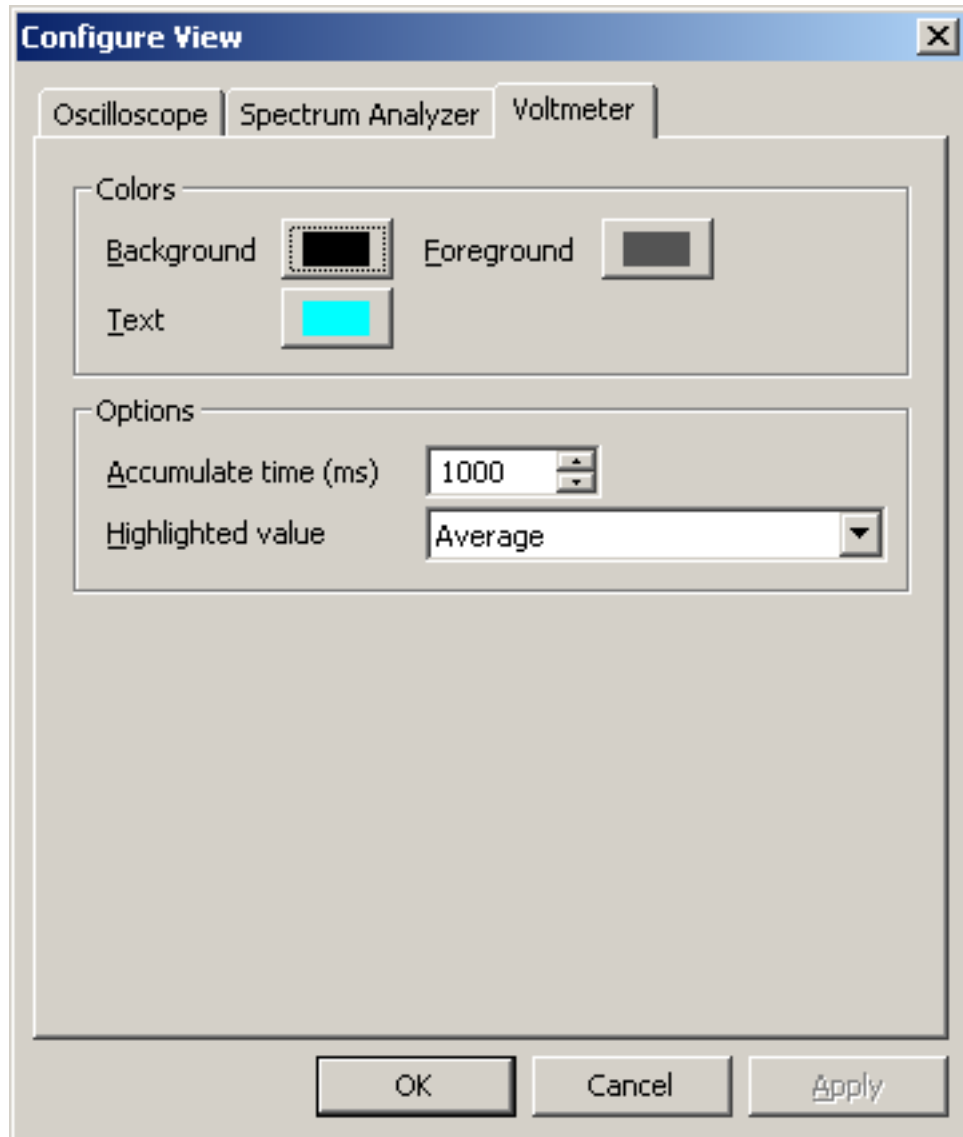 Configure View
Oscilloscope Spectrum Analyzer Voltmeter
Colors
Background Foreground
Text
Options
Accumulate time (ms) 1000
Highlighted value Average
OK Cancel Apply